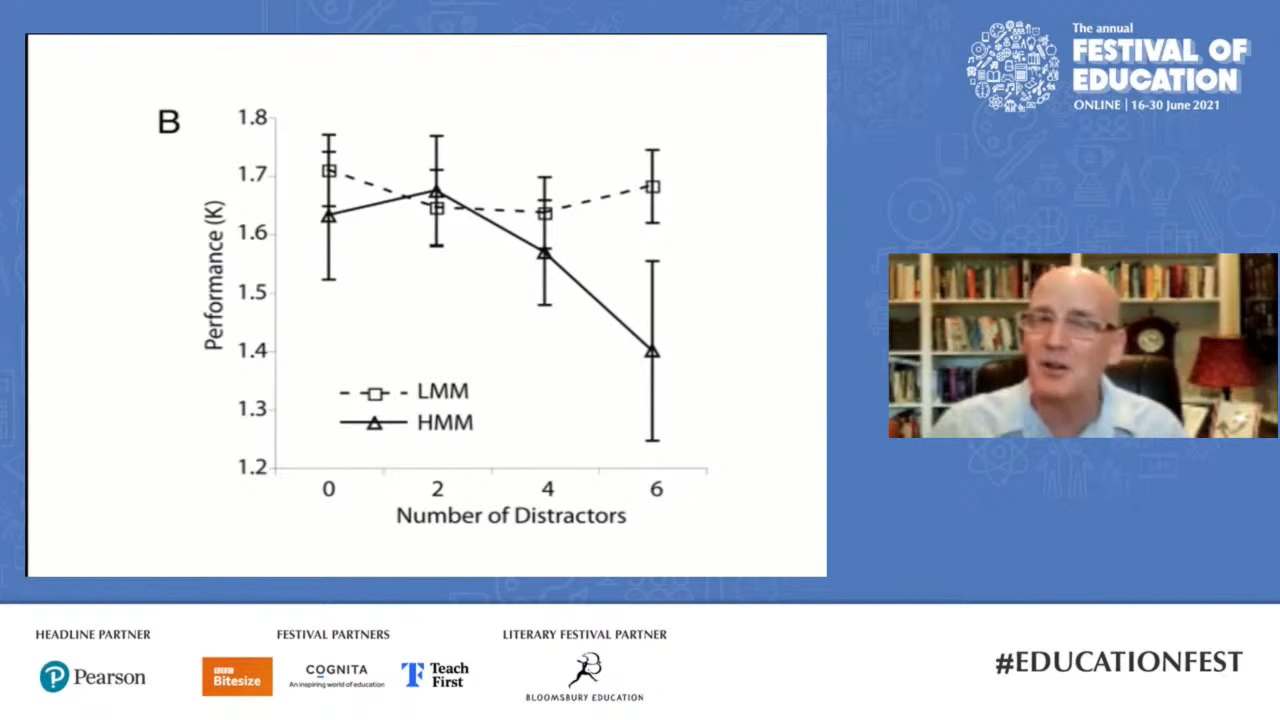 The annual
FESTIVAL OF
EDUCATION
ONLINE | 16-30 June 2021
B
Performance (K)
1.8
1.7
1.6
1.5
1.4
1.3
1.2
LMM
HMM
0 2 4 6
Number of Distractors
HEADLINE PARTNER
Pearson
FESTIVAL PARTNERS
BBC
Bitesize
COGNITA
An inspiring world of education
Teach
First
LITERARY FESTIVAL PARTNER
BLOOMSBURY EDUCATION
#EDUCATIONFEST